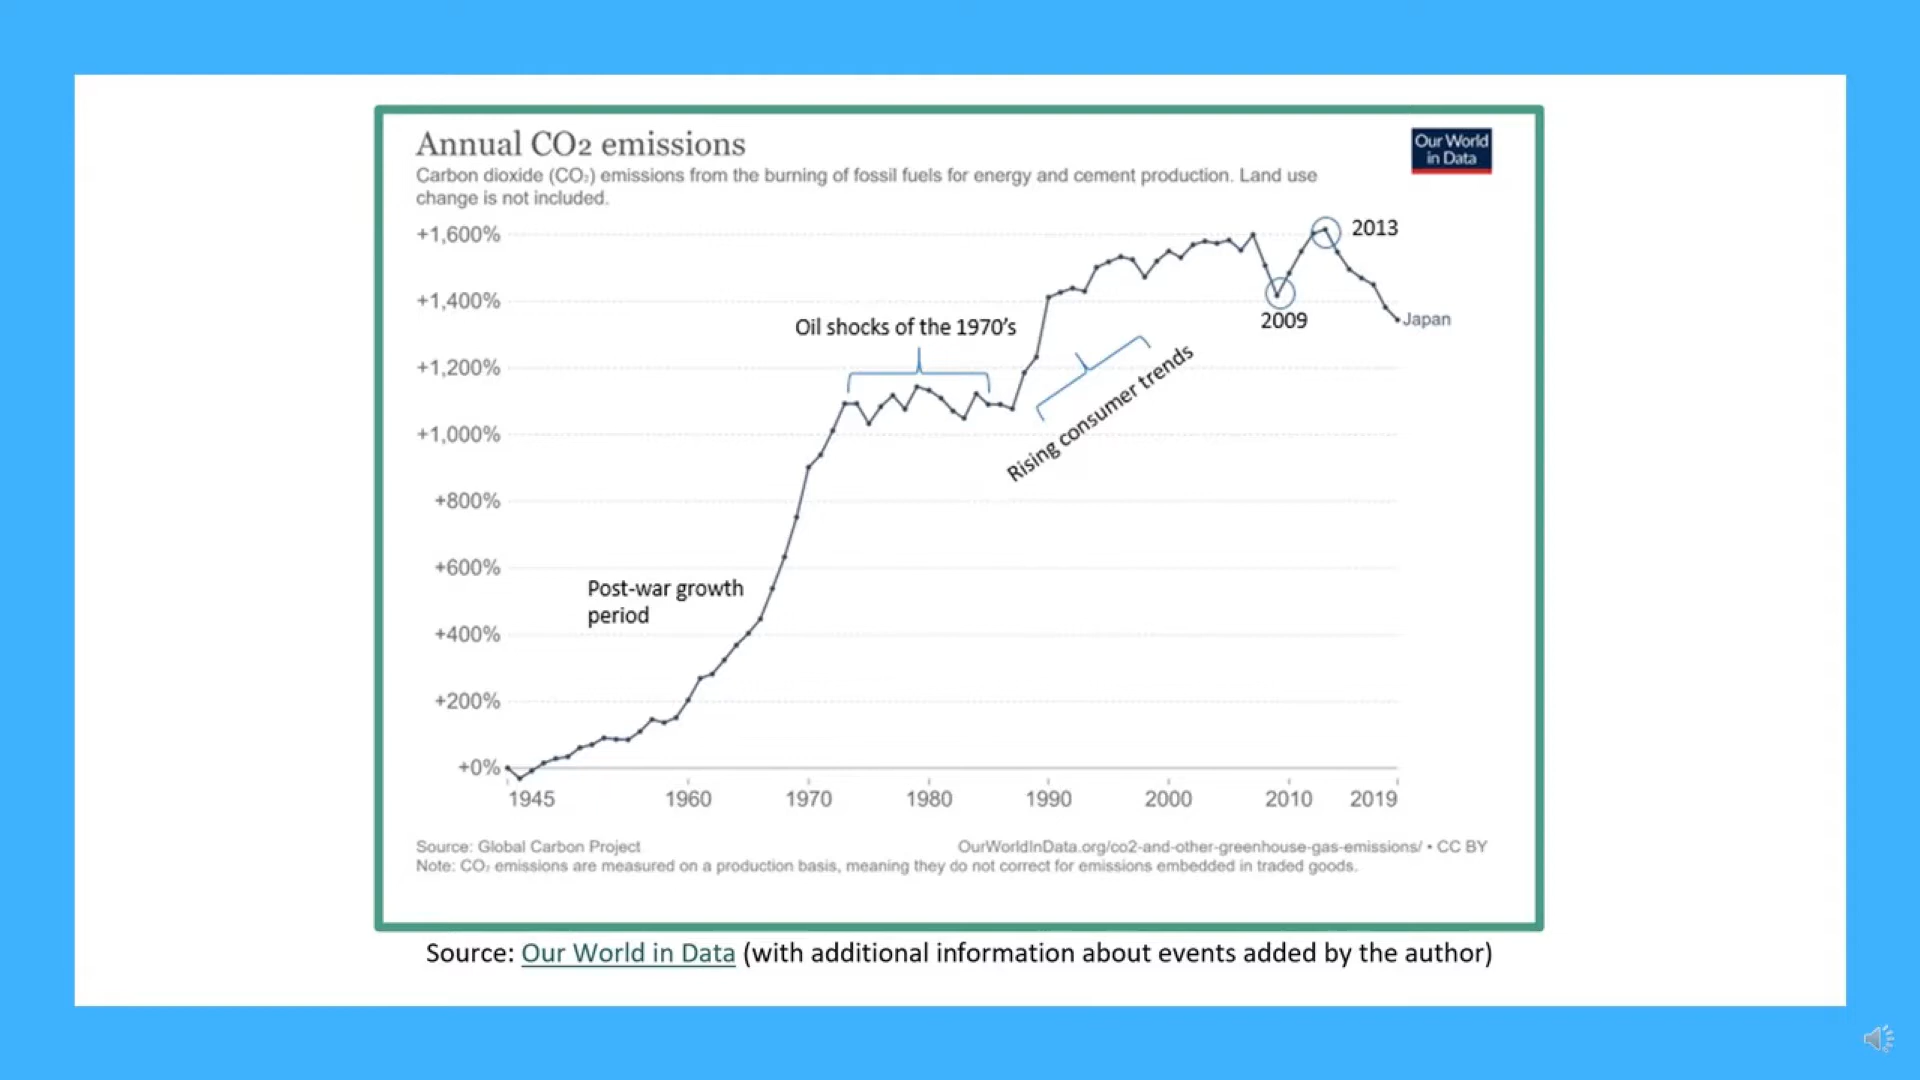 Annual CO2 emissions
Our World
in Data
Carbon dioxide (CO₂) emissions from the burning of fossil fuels for energy and cement production. Land use
change is not included.
+1,600%
2013
+1,400%
2009
Japan
Oil shocks of the 1970's
+1,200%
Rising consumer trends
+1,000%
+800%
+600%
Post-war growth
period
+400%
+200%
+0%
1945 1960 1970 1980 1990 2000 2010 2019
Source: Global Carbon Project
OurWorldInData.org/co2-and-other-greenhouse-gas-emissions/ • CC BY
Note: CO₂ emissions are measured on a production basis, meaning they do not correct for emissions embedded in traded goods.
Source: Our World in Data (with additional information about events added by the author)